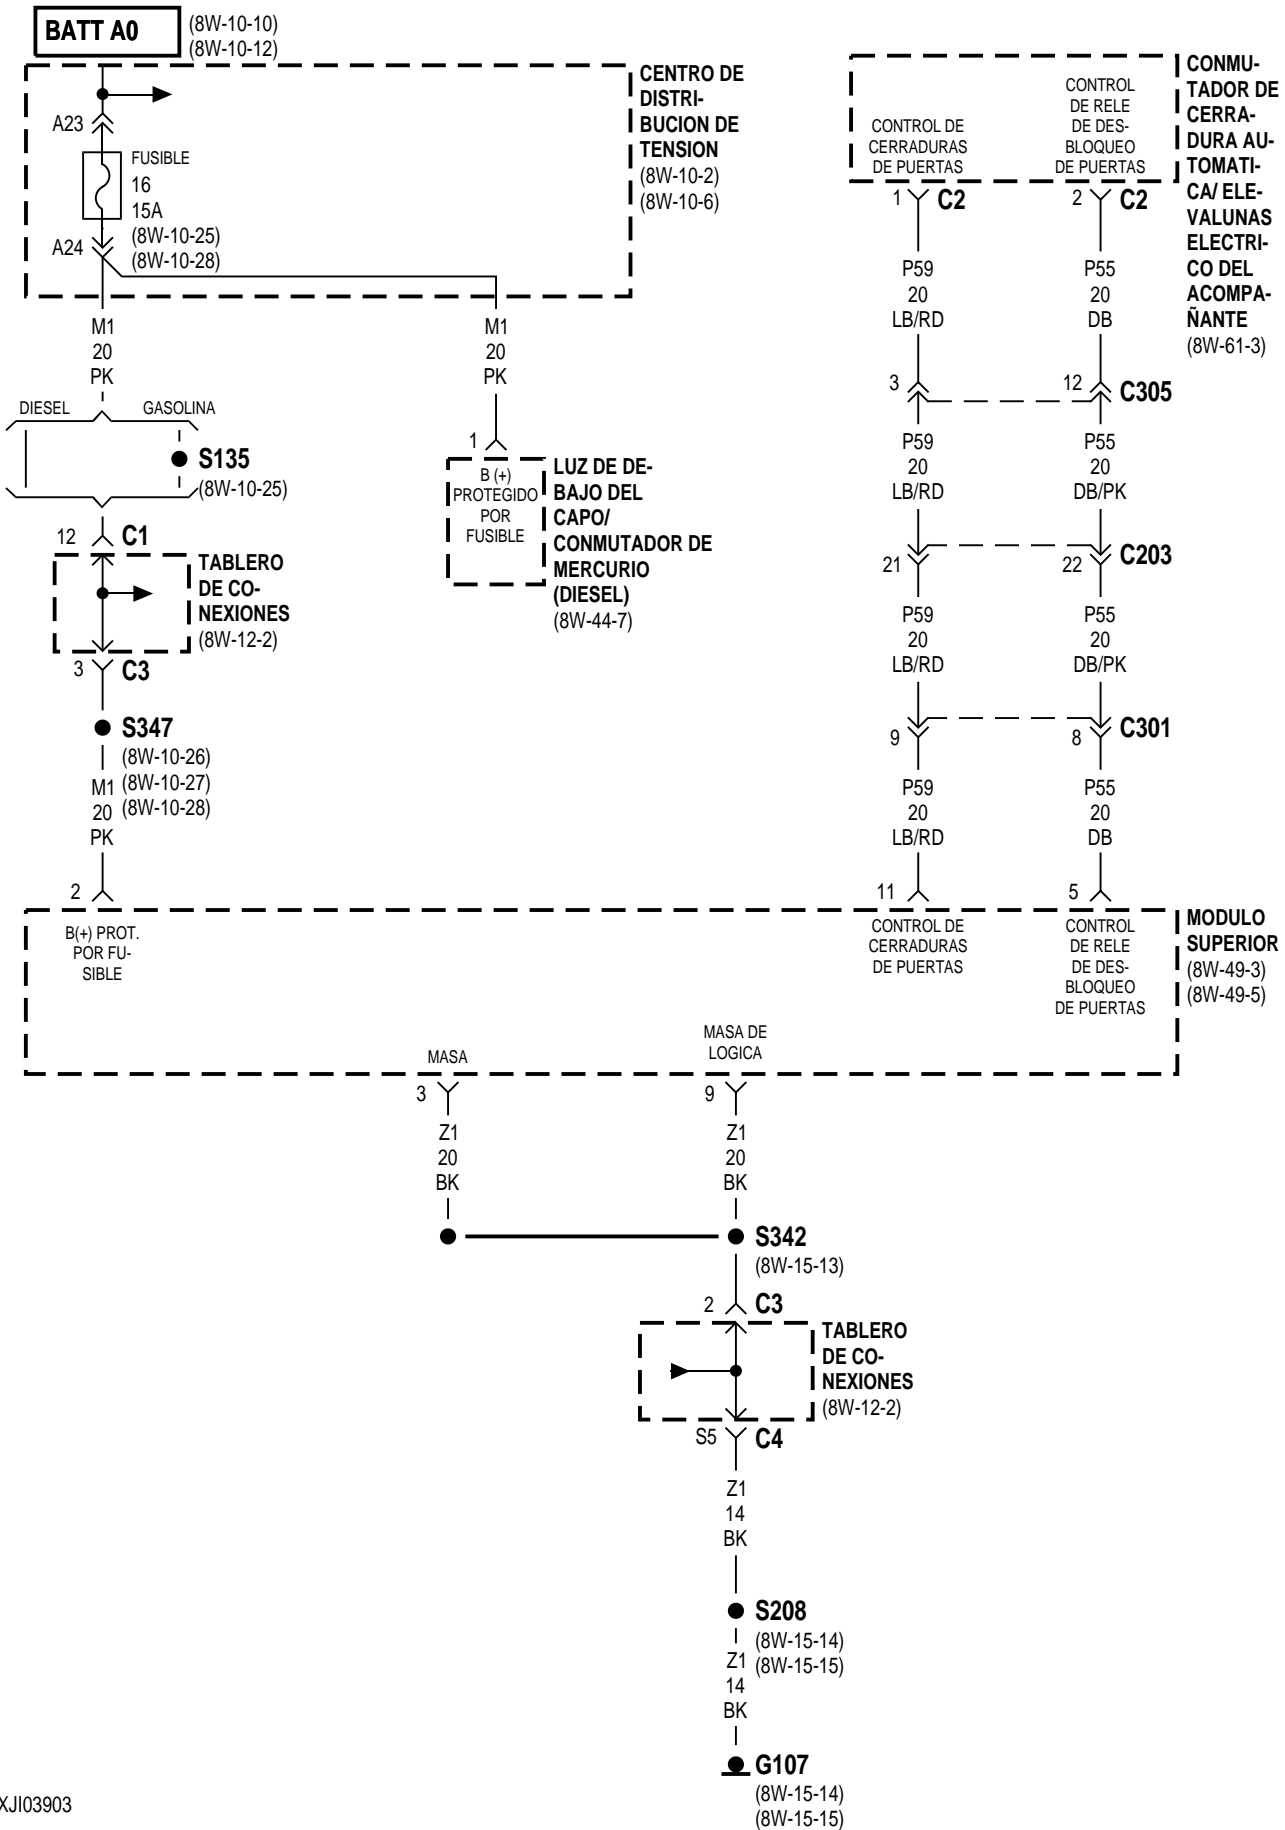 BATT A0
(8W-10-10)
(8W-10-12)
CENTRO DE
DISTRI-
BUCION DE
TENSION
(8W-10-2)
(8W-10-6)
A23
FUSIBLE
16
15A
(8W-10-25)
(8W-10-28)
A24
M1
20
PK
M1
20
PK
DIESEL
GASOLINA
S135
(8W-10-25)
12
C1
TABLERO
DE CO-
NEXIONES
(8W-12-2)
3
C3
S347
(8W-10-26)
(8W-10-27)
(8W-10-28)
M1
20
PK
2
1
B (+)
PROTEGIDO
POR
FUSIBLE
LUZ DE DE-
BAJO DEL
CAPO/
CONMUTADOR DE
MERCURIO
(DIESEL)
(8W-44-7)
CONTROL DE
CERRADURAS
DE PUERTAS
CONTROL
DE RELE
DE DES-
BLOQUEO
DE PUERTAS
CONMU-
TADOR DE
CERRA-
DURA AU-
TOMATI-
CA/ ELE-
VALUNAS
ELECTRI-
CO DEL
ACOMPA-
ÑANTE
(8W-61-3)
1
C2
2
C2
P59
20
LB/RD
P55
20
DB
3
12
C305
P59
20
LB/RD
P55
20
DB/PK
21
22
C203
P59
20
LB/RD
P55
20
DB/PK
9
8
C301
P59
20
LB/RD
P55
20
DB
11
5
B(+) PROT.
POR FU-
SIBLE
CONTROL DE
CERRADURAS
DE PUERTAS
CONTROL
DE RELE
DE DES-
BLOQUEO
DE PUERTAS
MODULO
SUPERIOR
(8W-49-3)
(8W-49-5)
MASA
MASA DE
LOGICA
3
9
Z1
20
BK
Z1
20
BK
S342
(8W-15-13)
2
C3
TABLERO
DE CO-
NEXIONES
(8W-12-2)
S5
C4
Z1
14
BK
S208
(8W-15-14)
(8W-15-15)
Z1
14
BK
G107
(8W-15-14)
(8W-15-15)
XJI03903